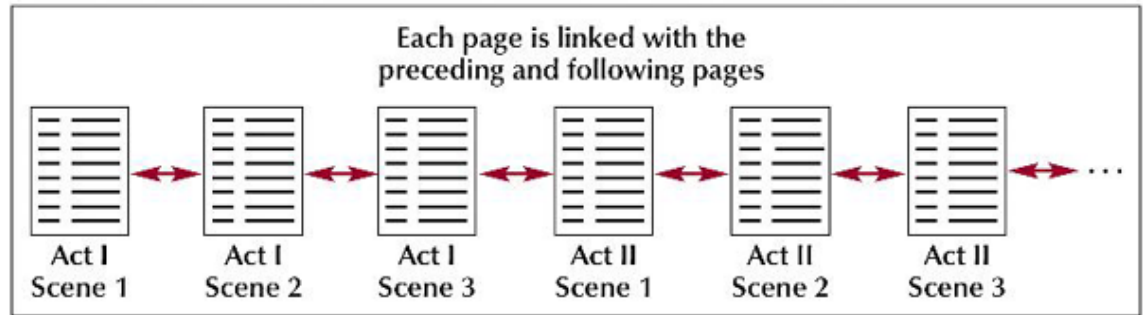 Each page is linked with the
preceding and following pages
...
Act I
Scene 1
Act I
Scene 2
Act I
Scene 3
Act II
Scene 1
Act II
Scene 2
Act II
Scene 3